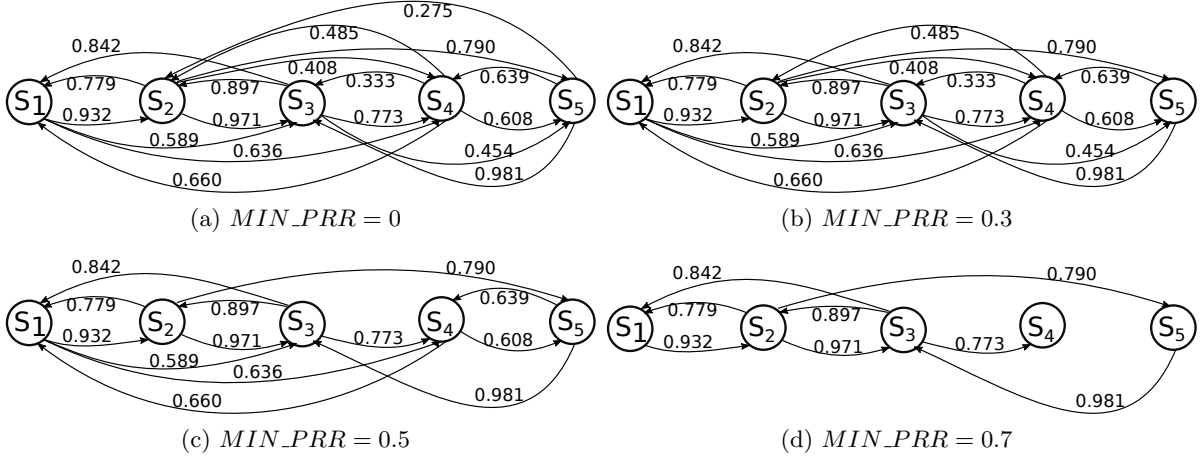 0.275
0.485
0.842 0.790
0.408 0.333 0.639
0.779 0.897
S1 S2 S3 S4 S5
0.932 0.971 0.773 0.608
0.589 0.636 0.454
0.660 0.981
(a) MIN_PRR = 0
0.485
0.842 0.790
0.408 0.333 0.639
0.779 0.897
S1 S2 S3 S4 S5
0.932 0.971 0.773 0.608
0.589 0.636 0.454
0.660 0.981
(b) MIN_PRR = 0.3
0.842 0.790
0.779 0.897 0.639
S1 S2 S3 S4 S5
0.932 0.971 0.773 0.608
0.589 0.636
0.660 0.981
(c) MIN_PRR = 0.5
0.842 0.790
0.779 0.897
S1 S2 S3 S4 S5
0.932 0.971 0.773
0.981
(d) MIN_PRR = 0.7